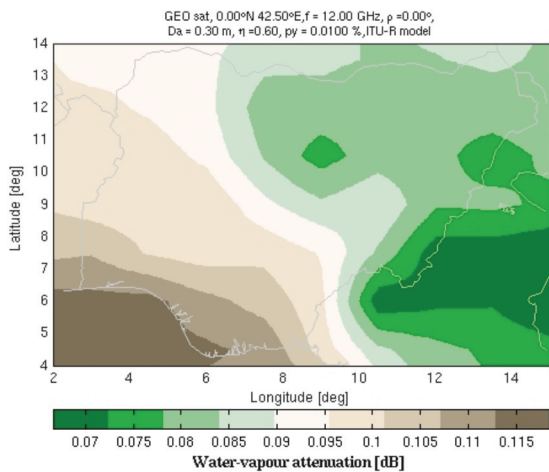 GEO sat, 0.00ºN 42.50ºE,f = 12.00 GHz, ρ =0.00º,
Da = 0.30 m, η =0.60, py = 0.0100 %,ITU-R model
14
13
12
11
10
9
8
7
6
5
4
Latitude [deg]
2 4 6 8 10 12 14
Longitude [deg]
0.07 0.075 0.08 0.085 0.09 0.095 0.1 0.105 0.11 0.115
Water-vapour attenuation [dB]